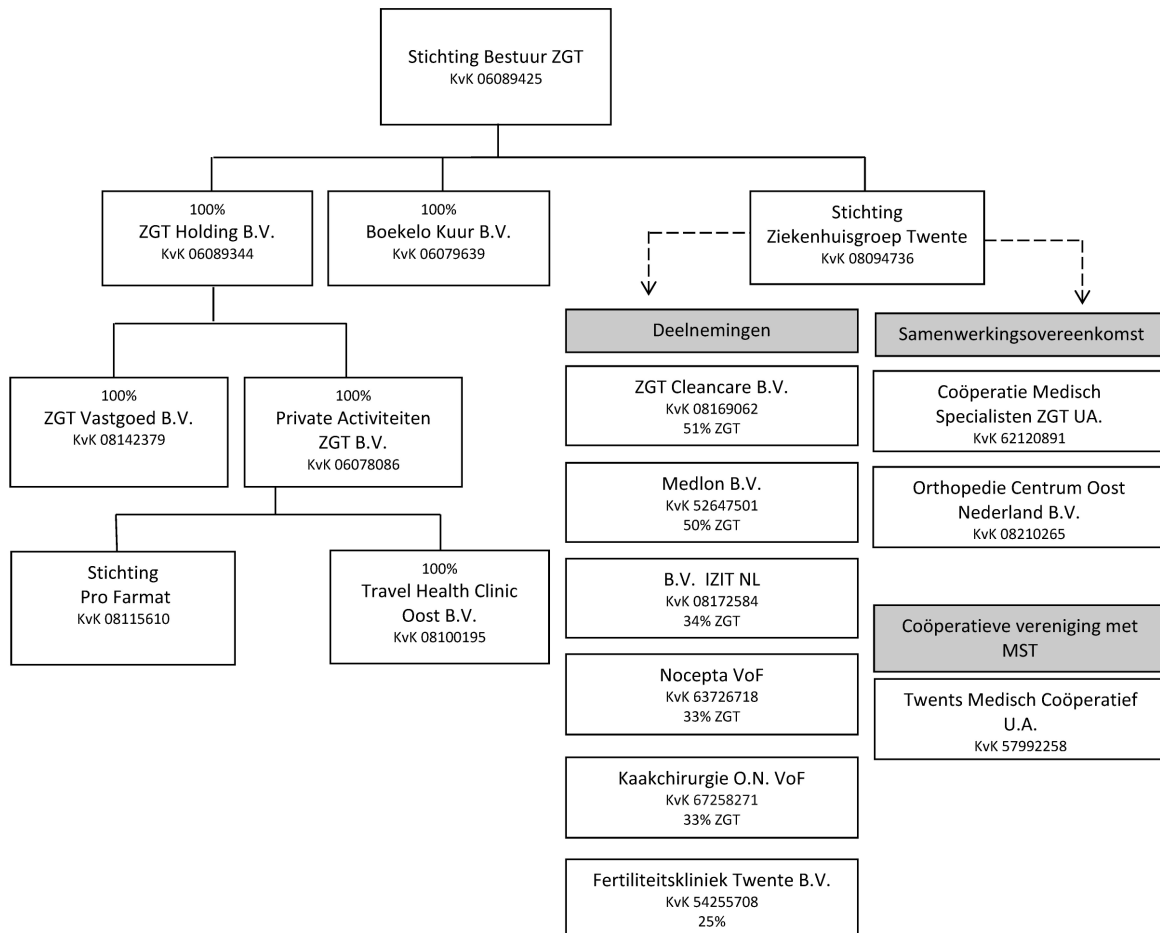 Stichting Bestuur ZGT
KvK 06089425
100%
ZGT Holding B.V.
KvK 06089344
100%
Boekelo Kuur B.V.
KvK 06079639
Stichting
Ziekenhuisgroep Twente
KvK 08094736
100%
ZGT Vastgoed B.V.
KvK 08142379
100%
Private Activiteiten
ZGT B.V.
KvK 06078086
Stichting
Pro Farmat
KvK 08115610
100%
Travel Health Clinic
Oost B.V.
KvK 08100195
Deelnemingen
ZGT Cleancare B.V.
KvK 08169062
51% ZGT
Medlon B.V.
KvK 52647501
50% ZGT
B.V. IZIT NL
KvK 08172584
34% ZGT
Nocepta VoF
KvK 63726718
33% ZGT
Kaakchirurgie O.N. VoF
KvK 67258271
33% ZGT
Fertiliteitskliniek Twente B.V.
KvK 54255708
25%
Samenwerkingsovereenkomst
Coöperatie Medisch
Specialisten ZGT UA.
KvK 62120891
Orthopedie Centrum Oost
Nederland B.V.
KvK 08210265
Coöperatieve vereniging met
MST
Twents Medisch Coöperatief
U.A.
KvK 57992258